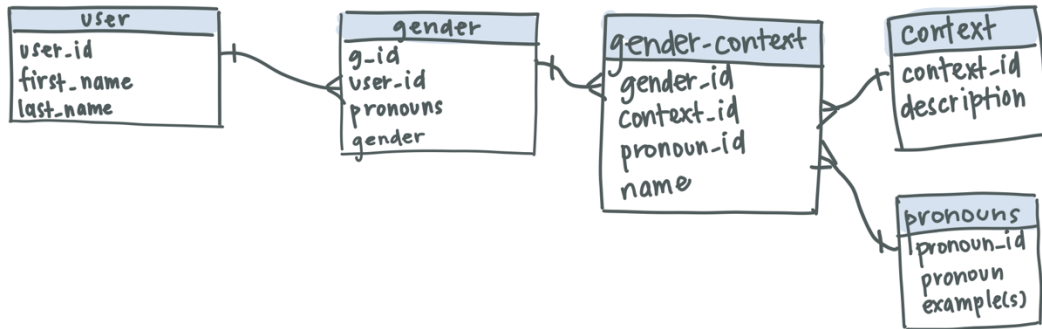 user
user_id
first_name
last_name
gender
g_id
user_id
pronouns
gender
gender-context
gender_id
context_id
pronoun_id
name
context
context_id
description
pronouns
pronoun_id
pronoun
example(s)